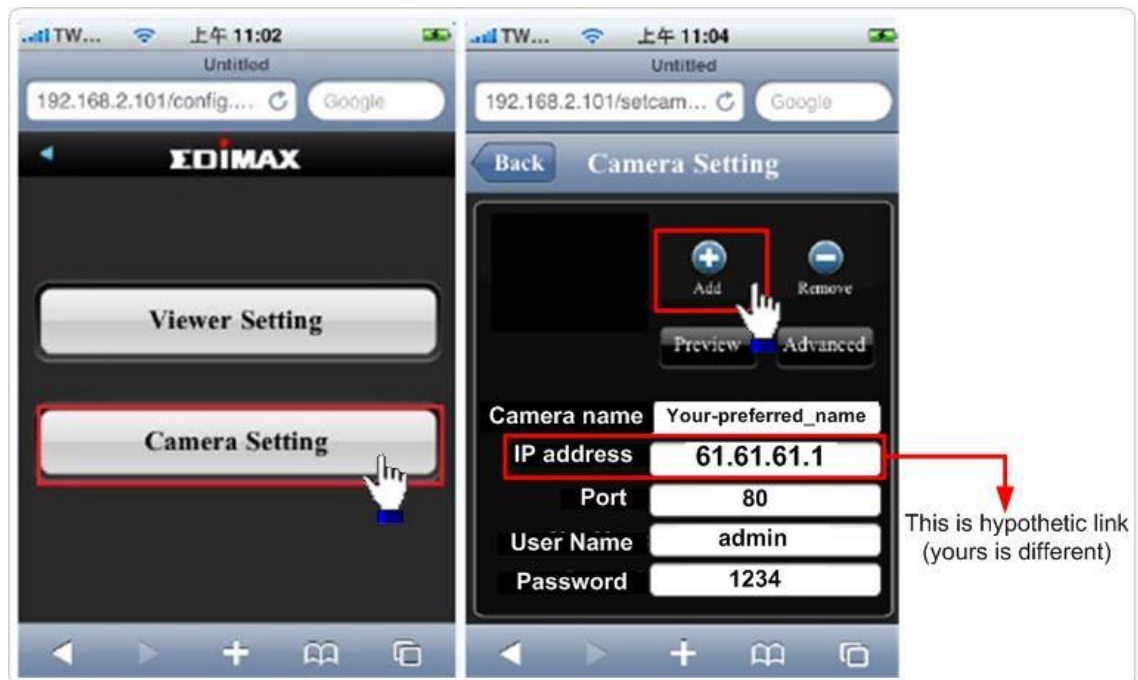 TW... 上午 11:02
Untitled
192.168.2.101/config.... Google
EDIMAX
Viewer Setting
Camera Setting
TW... 上午 11:04
Untitled
192.168.2.101/setcam... Google
Back Camera Setting
Add Remove
Preview Advanced
Camera name Your-preferred_name
IP address 61.61.61.1
Port 80
User Name admin
Password 1234
This is hypothetic link
(yours is different)